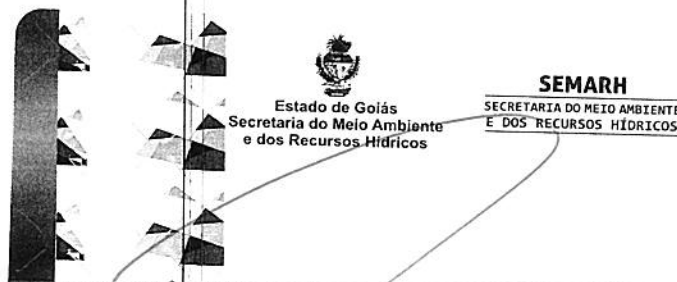 Estado de Goiás
Secretaria do Meio Ambiente
e dos Recursos Hídricos
SEMARH
SECRETARIA DO MEIO AMBIENTE
E DOS RECURSOS HÍDRICOS